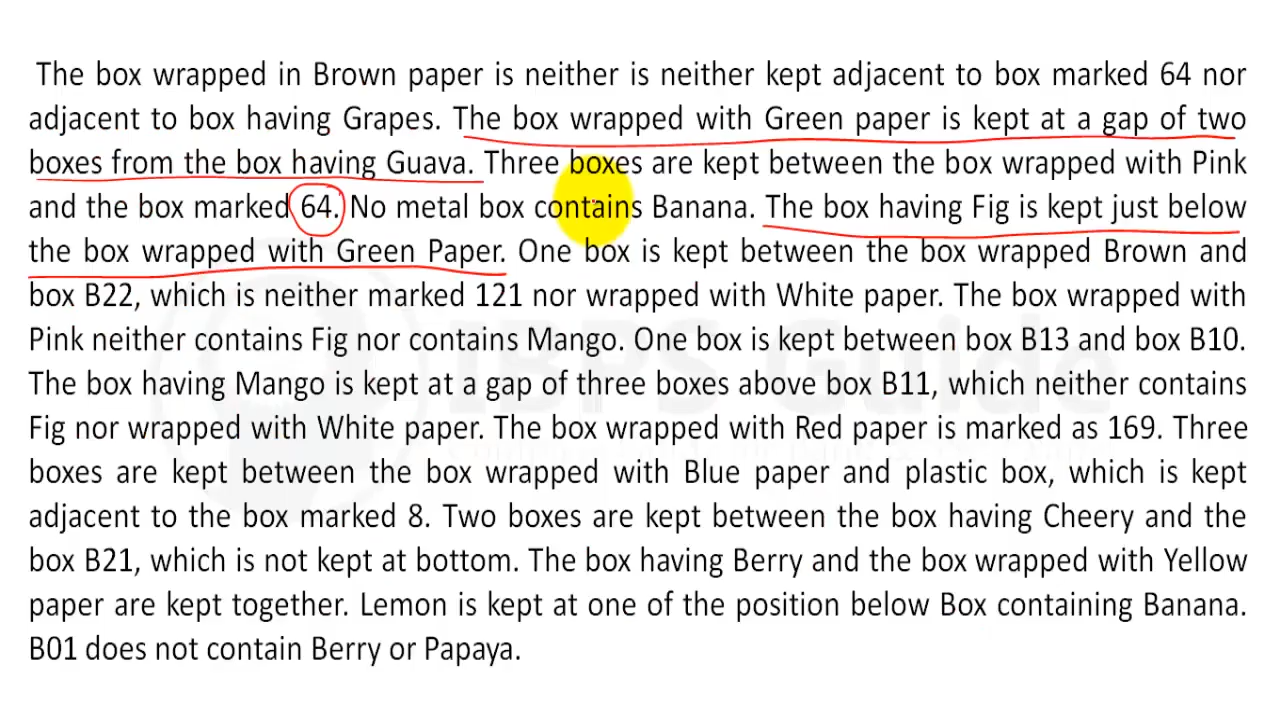 The box wrapped in Brown paper is neither is neither kept adjacent to box marked 64 nor
adjacent to box having Grapes. The box wrapped with Green paper is kept at a gap of two
boxes from the box having Guava. Three boxes are kept between the box wrapped with Pink
and the box marked 64. No metal box contains Banana. The box having Fig is kept just below
the box wrapped with Green Paper. One box is kept between the box wrapped Brown and
box B22, which is neither marked 121 nor wrapped with White paper. The box wrapped with
Pink neither contains Fig nor contains Mango. One box is kept between box B13 and box B10.
The box having Mango is kept at a gap of three boxes above box B11, which neither contains
Fig nor wrapped with White paper. The box wrapped with Red paper is marked as 169. Three
boxes are kept between the box wrapped with Blue paper and plastic box, which is kept
adjacent to the box marked 8. Two boxes are kept between the box having Cheery and the
box B21, which is not kept at bottom. The box having Berry and the box wrapped with Yellow
paper are kept together. Lemon is kept at one of the position below Box containing Banana.
B01 does not contain Berry or Papaya.
IBPS Guide